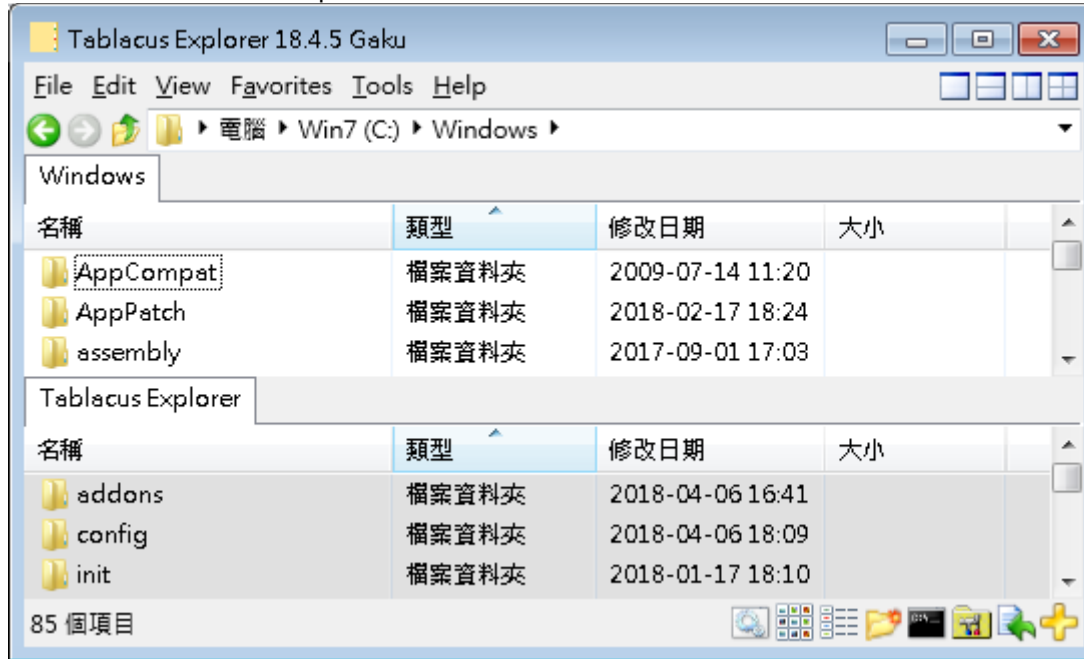 Tablacus Explorer 18.4.5 Gaku
File Edit View Favorites Tools Help
電腦 Win7 (C:) Windows
Windows
名稱 類型 修改日期 大小
AppCompat 檔案資料夾 2009-07-14 11:20
AppPatch 檔案資料夾 2018-02-17 18:24
assembly 檔案資料夾 2017-09-01 17:03
Tablacus Explorer
名稱 類型 修改日期 大小
addons 檔案資料夾 2018-04-06 16:41
config 檔案資料夾 2018-04-06 18:09
init 檔案資料夾 2018-01-17 18:10
85 個項目